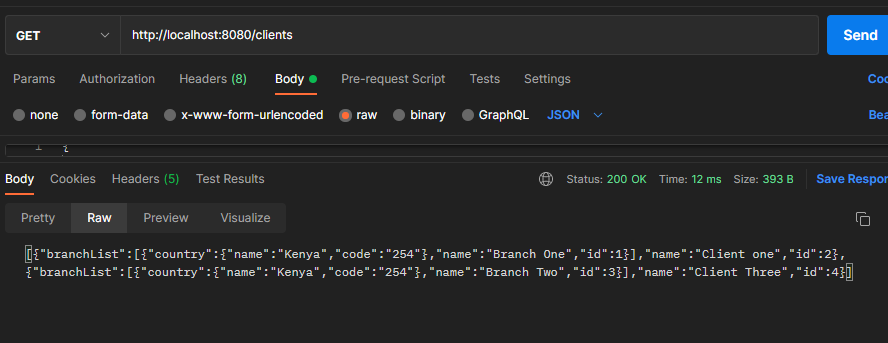 GET http://localhost:8080/clients Send
Params Authorization Headers (8) Body Pre-request Script Tests Settings Coo
none form-data x-www-form-urlencoded raw binary GraphQL JSON Bea
1 {
Body Cookies Headers (5) Test Results Status: 200 OK Time: 12 ms Size: 393 B Save Respor
Pretty Raw Preview Visualize
[{"branchList":[{"country":{"name":"Kenya","code":"254"},"name":"Branch One","id":1}],"name":"Client one","id":2},
{"branchList":[{"country":{"name":"Kenya","code":"254"},"name":"Branch Two","id":3}],"name":"Client Three","id":4}]